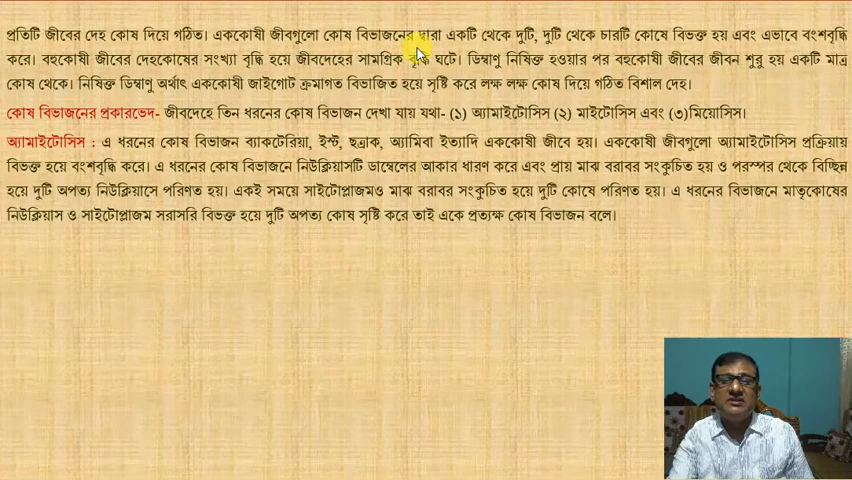 প্রতিটি জীবের দেহ কোষ দিয়ে গঠিত। এককোষী জীবগুলো কোষ বিভাজনের দ্বারা একটি থেকে দুটি, দুটি থেকে চারটি কোষে বিভক্ত হয় এবং এভাবে বংশবৃদ্ধি
করে। বহুকোষী জীবের দেহকোষের সংখ্যা বৃদ্ধি হয়ে জীবদেহের সামগ্রিক বৃদ্ধি ঘটে। ডিম্বাণু নিষিক্ত হওয়ার পর বহুকোষী জীবের জীবন শুরু হয় একটি মাত্র
কোষ থেকে। নিষিক্ত ডিম্বাণু অর্থাৎ এককোষী জাইগোট ক্রমাগত বিভাজিত হয়ে সৃষ্টি করে লক্ষ লক্ষ কোষ দিয়ে গঠিত বিশাল দেহ।
কোষ বিভাজনের প্রকারভেদ- জীবদেহে তিন ধরনের কোষ বিভাজন দেখা যায় যথা- (১) অ্যামাইটোসিস (২) মাইটোসিস এবং (৩)মিয়োসিস।
অ্যামাইটোসিস : এ ধরনের কোষ বিভাজন ব্যাকটেরিয়া, ইস্ট, ছত্রাক, অ্যামিবা ইত্যাদি এককোষী জীবে হয়। এককোষী জীবগুলো অ্যামাইটোসিস প্রক্রিয়ায়
বিভক্ত হয়ে বংশবৃদ্ধি করে। এ ধরনের কোষ বিভাজনে নিউক্লিয়াসটি ডাম্বেলের আকার ধারণ করে এবং প্রায় মাঝ বরাবর সংকুচিত হয় ও পরস্পর থেকে বিচ্ছিন্ন
হয়ে দুটি অপত্য নিউক্লিয়াসে পরিণত হয়। একই সময়ে সাইটোপ্লাজমও মাঝ বরাবর সংকুচিত হয়ে দুটি কোষে পরিণত হয়। এ ধরনের বিভাজনে মাতৃকোষের
নিউক্লিয়াস ও সাইটোপ্লাজম সরাসরি বিভক্ত হয়ে দুটি অপত্য কোষ সৃষ্টি করে তাই একে প্রত্যক্ষ কোষ বিভাজন বলে।